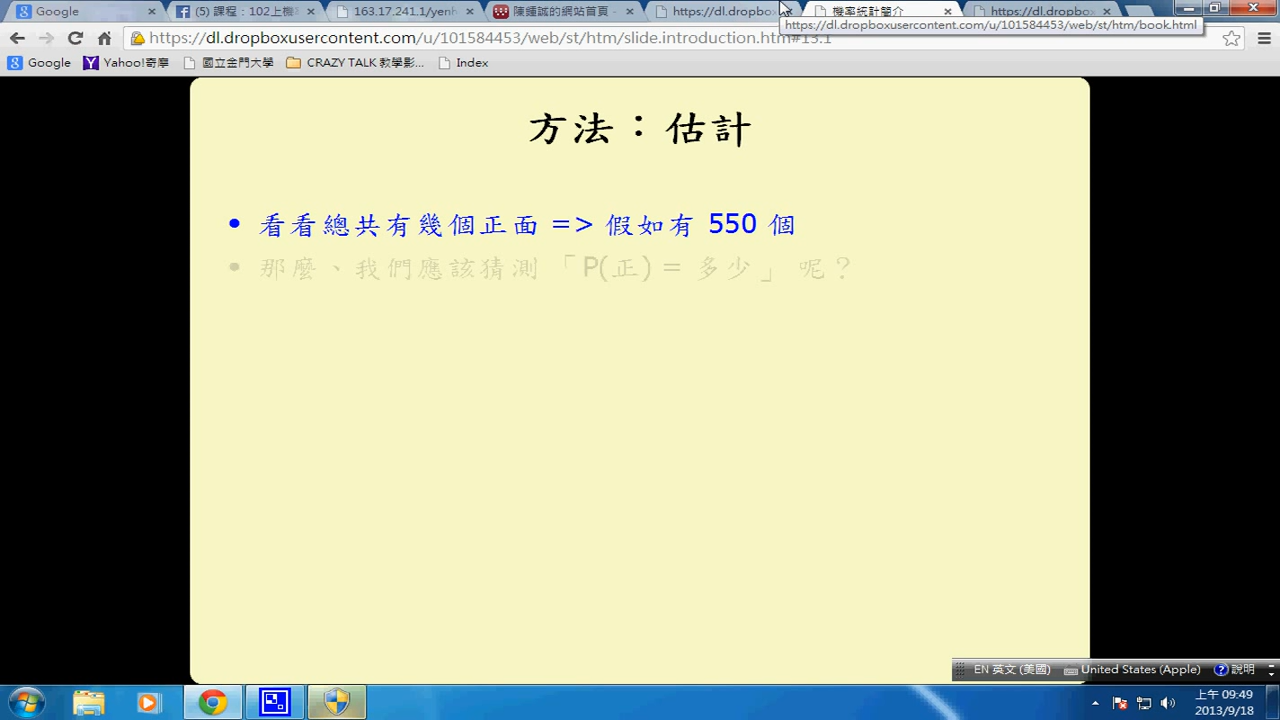 Google
(5) 課程：102上機
163.17.241.1/yenh
陳鍾誠的網站首頁
https://dl.dropbo
機率統計簡介
https://dl.dropbox
https://dl.dropboxusercontent.com/u/101584453/web/st/htm/book.html
https://dl.dropboxusercontent.com/u/101584453/web/st/htm/slide.introduction.htm#13.1
Google
Yahoo!奇摩
國立金門大學
CRAZY TALK 教學影...
Index
方法：估計
• 看看總共有幾個正面 => 假如有 550 個
• 那麼、我們應該猜測 「P(正) = 多少」 呢？
EN 英文 (美國)
United States (Apple)
說明
上午 09:49
2013/9/18